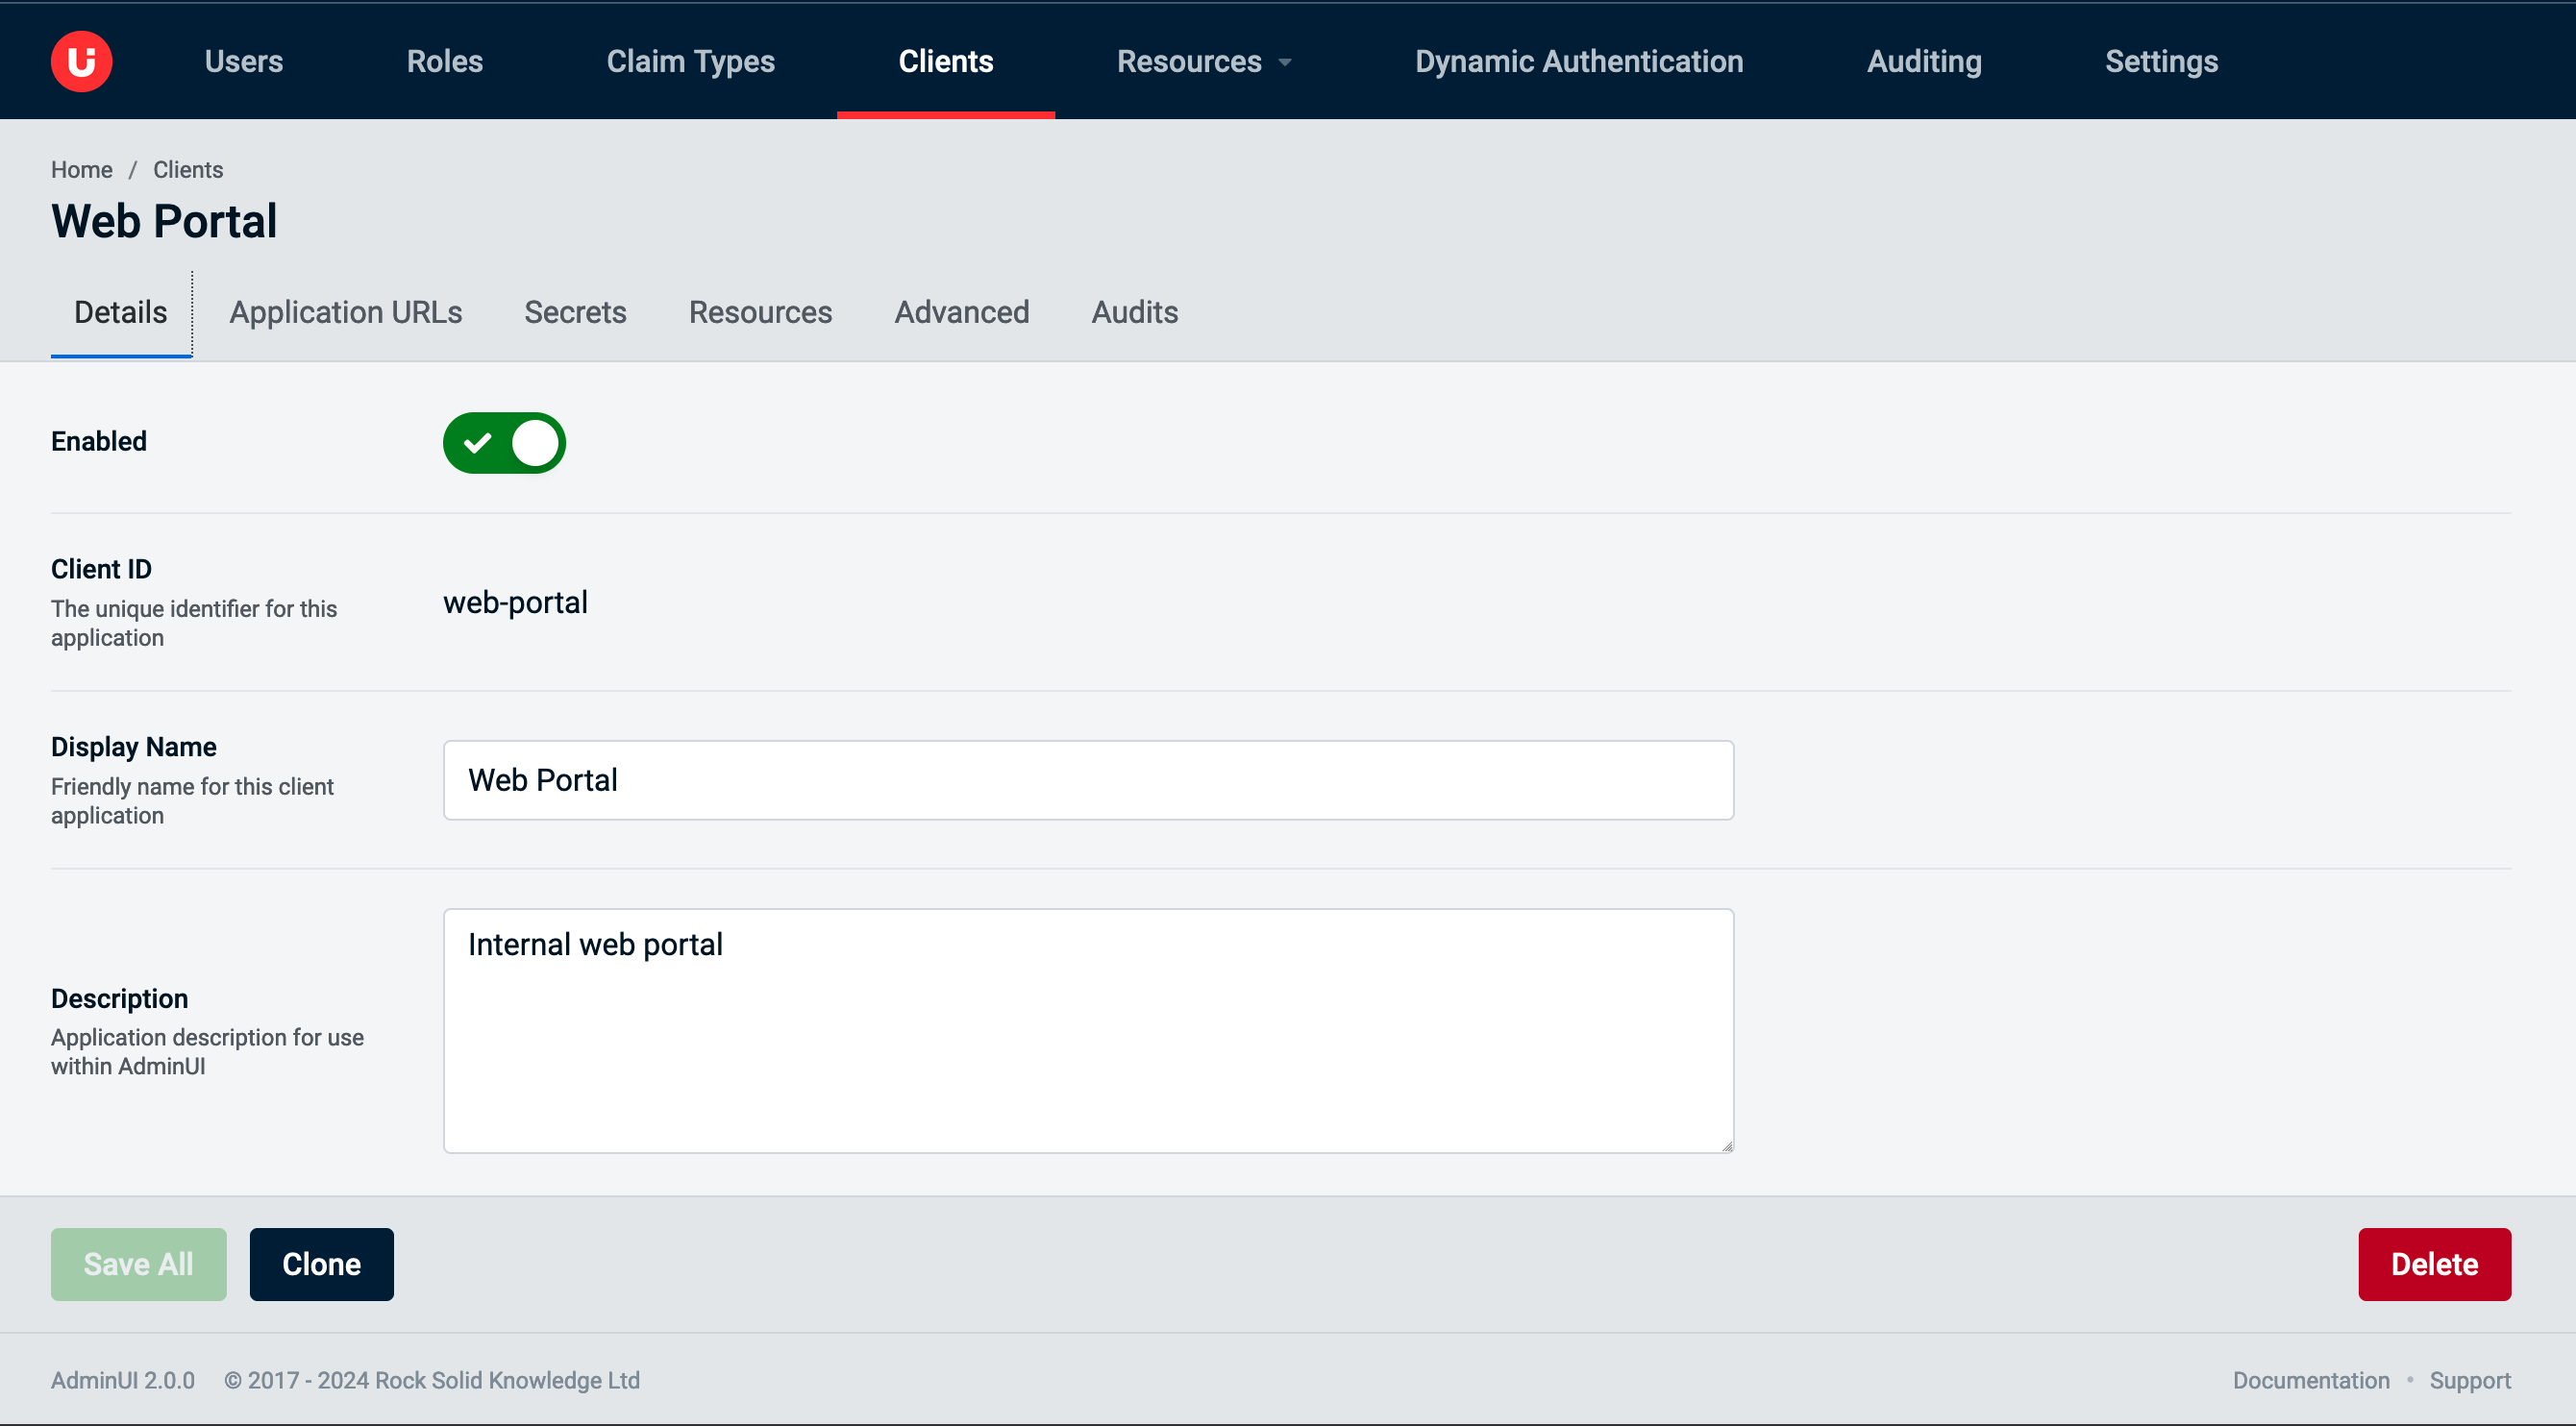 Users Roles Claim Types Clients Resources Dynamic Authentication Auditing Settings
Home / Clients
Web Portal
Details Application URLs Secrets Resources Advanced Audits
Enabled
Client ID
The unique identifier for this
application
web-portal
Display Name
Friendly name for this client
application
Web Portal
Description
Application description for use
within AdminUI
Internal web portal
Save All Clone Delete
AdminUI 2.0.0 © 2017 - 2024 Rock Solid Knowledge Ltd Documentation • Support